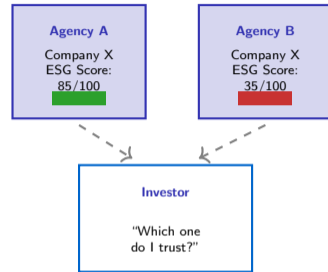 Agency A
Company X
ESG Score:
85/100
Agency B
Company X
ESG Score:
35/100
Investor
“Which one
do I trust?”